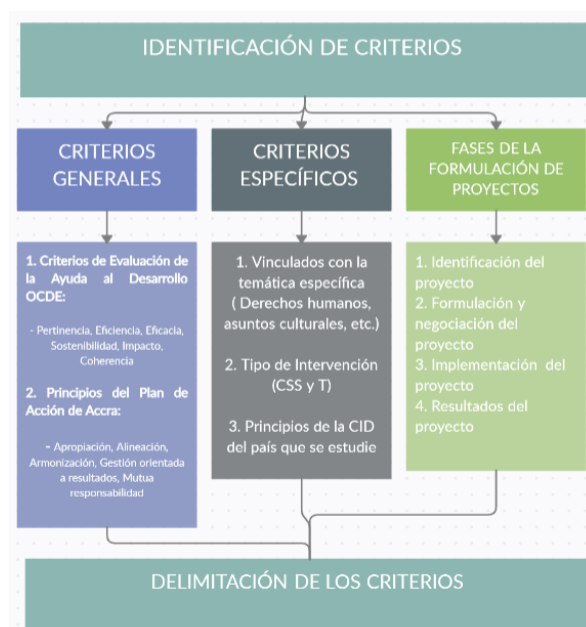 IDENTIFICACIÓN DE CRITERIOS
CRITERIOS
GENERALES
1. Criterios de Evaluación de
la Ayuda al Desarrollo
OCDE:
- Pertinencia, Eficiencia, Eficacia,
Sostenibilidad, Impacto,
Coherencia
2. Principios del Plan de
Acción de Accra:
– Apropiación, Alineación,
Armonización, Gestión orientada
a resultados, Mutua
responsabilidad
CRITERIOS
ESPECÍFICOS
1. Vinculados con la
temática específica
( Derechos humanos,
asuntos culturales, etc.)
2. Tipo de Intervención
(CSS y T)
3. Principios de la CID
del país que se estudie
FASES DE LA
FORMULACIÓN DE
PROYECTOS
1. Identificación del
proyecto
2. Formulación y
negociación del
proyecto
3. Implementación del
proyecto
4. Resultados del
proyecto
DELIMITACIÓN DE LOS CRITERIOS